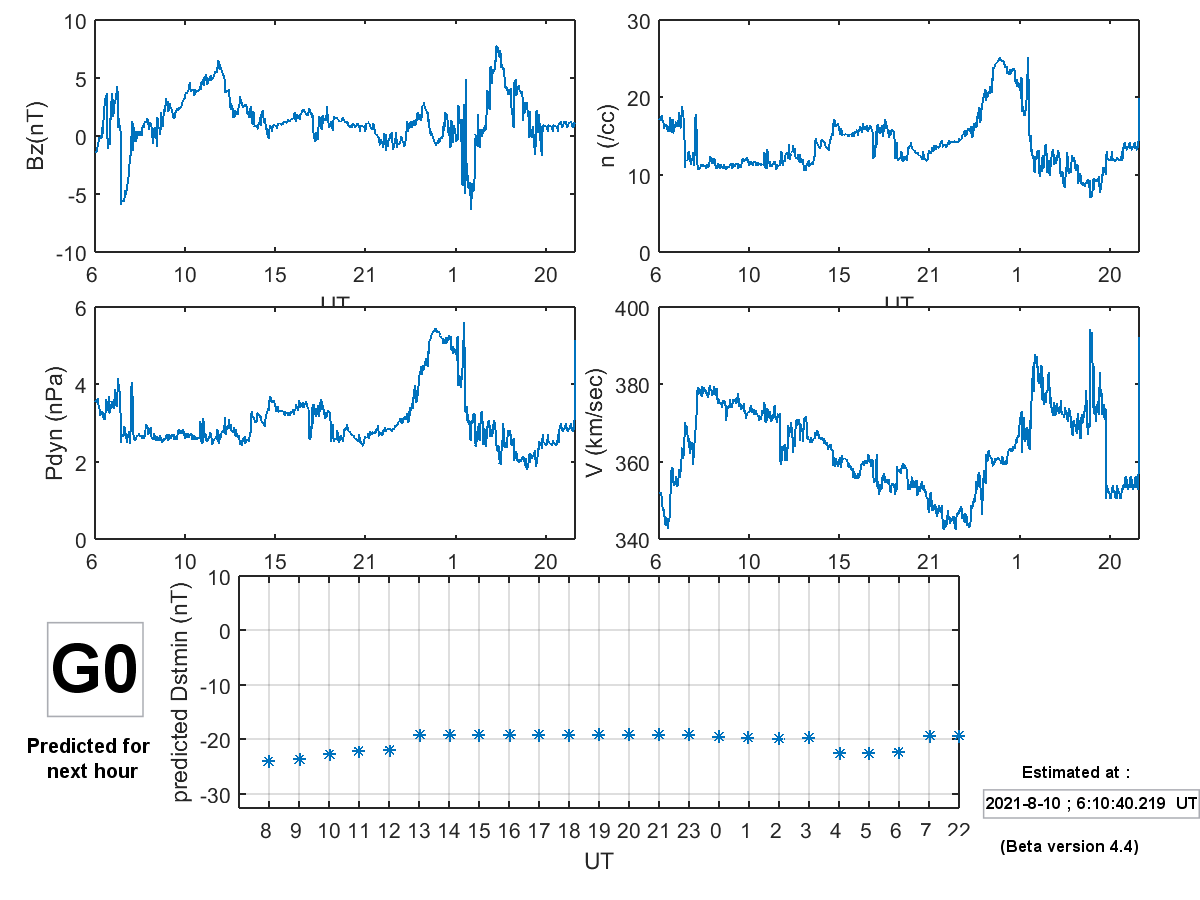 10
5
0
-5
-10
Bz(nT)
6 10 15 21 1 20
UT
30
20
10
0
n (/cc)
6 10 15 21 1 20
UT
6
4
2
0
Pdyn (nPa)
6 10 15 21 1 20
400
380
360
340
V (km/sec)
6 10 15 21 1 20
10
0
-10
-20
-30
predicted Dstmin (nT)
8 9 10 11 12 13 14 15 16 17 18 19 20 21 23 0 1 2 3 4 5 6 7 22
UT
G0
Predicted for
next hour
Estimated at :
2021-8-10 ; 6:10:40.219 UT
(Beta version 4.4)